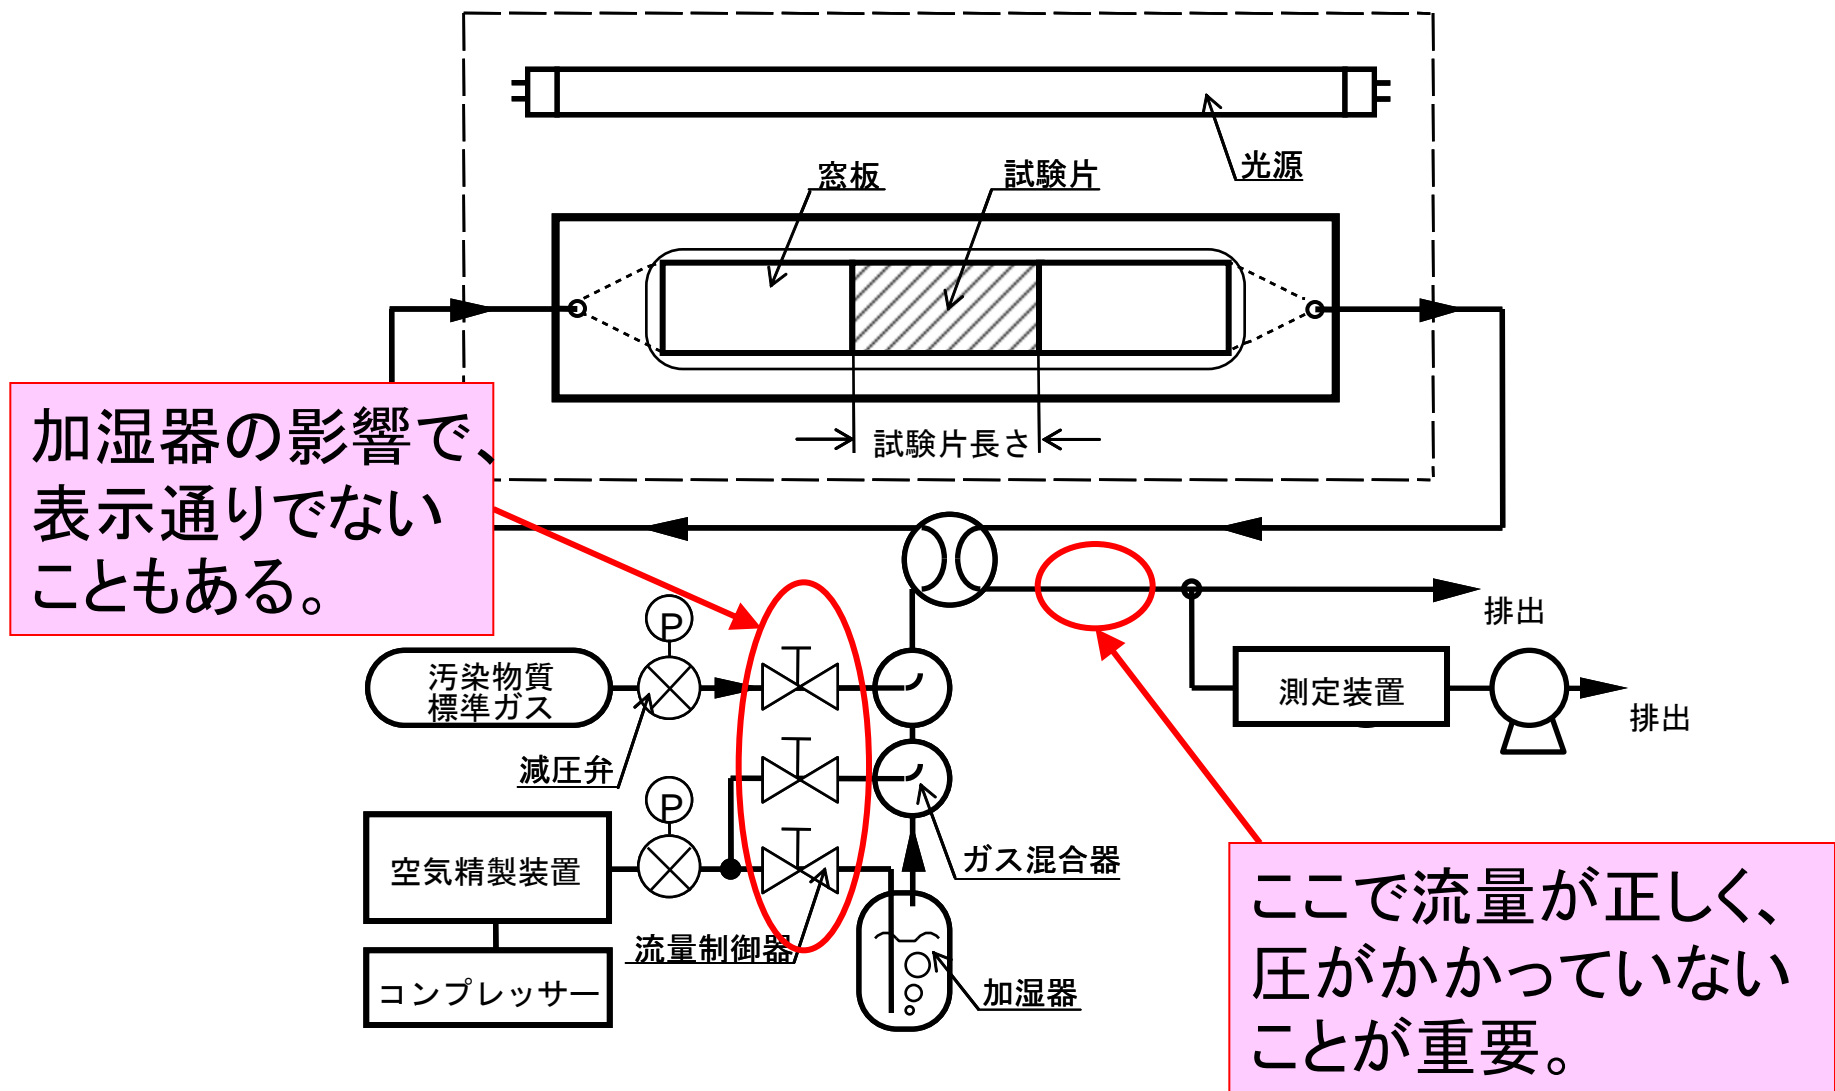 光源
窓板
試験片
試験片長さ
加湿器の影響で、
表示通りでない
こともある。
排出
P
汚染物質
標準ガス
測定装置
排出
減圧弁
P
空気精製装置
ガス混合器
流量制御器
コンプレッサー
加湿器
ここで流量が正しく、
圧がかかっていない
ことが重要。